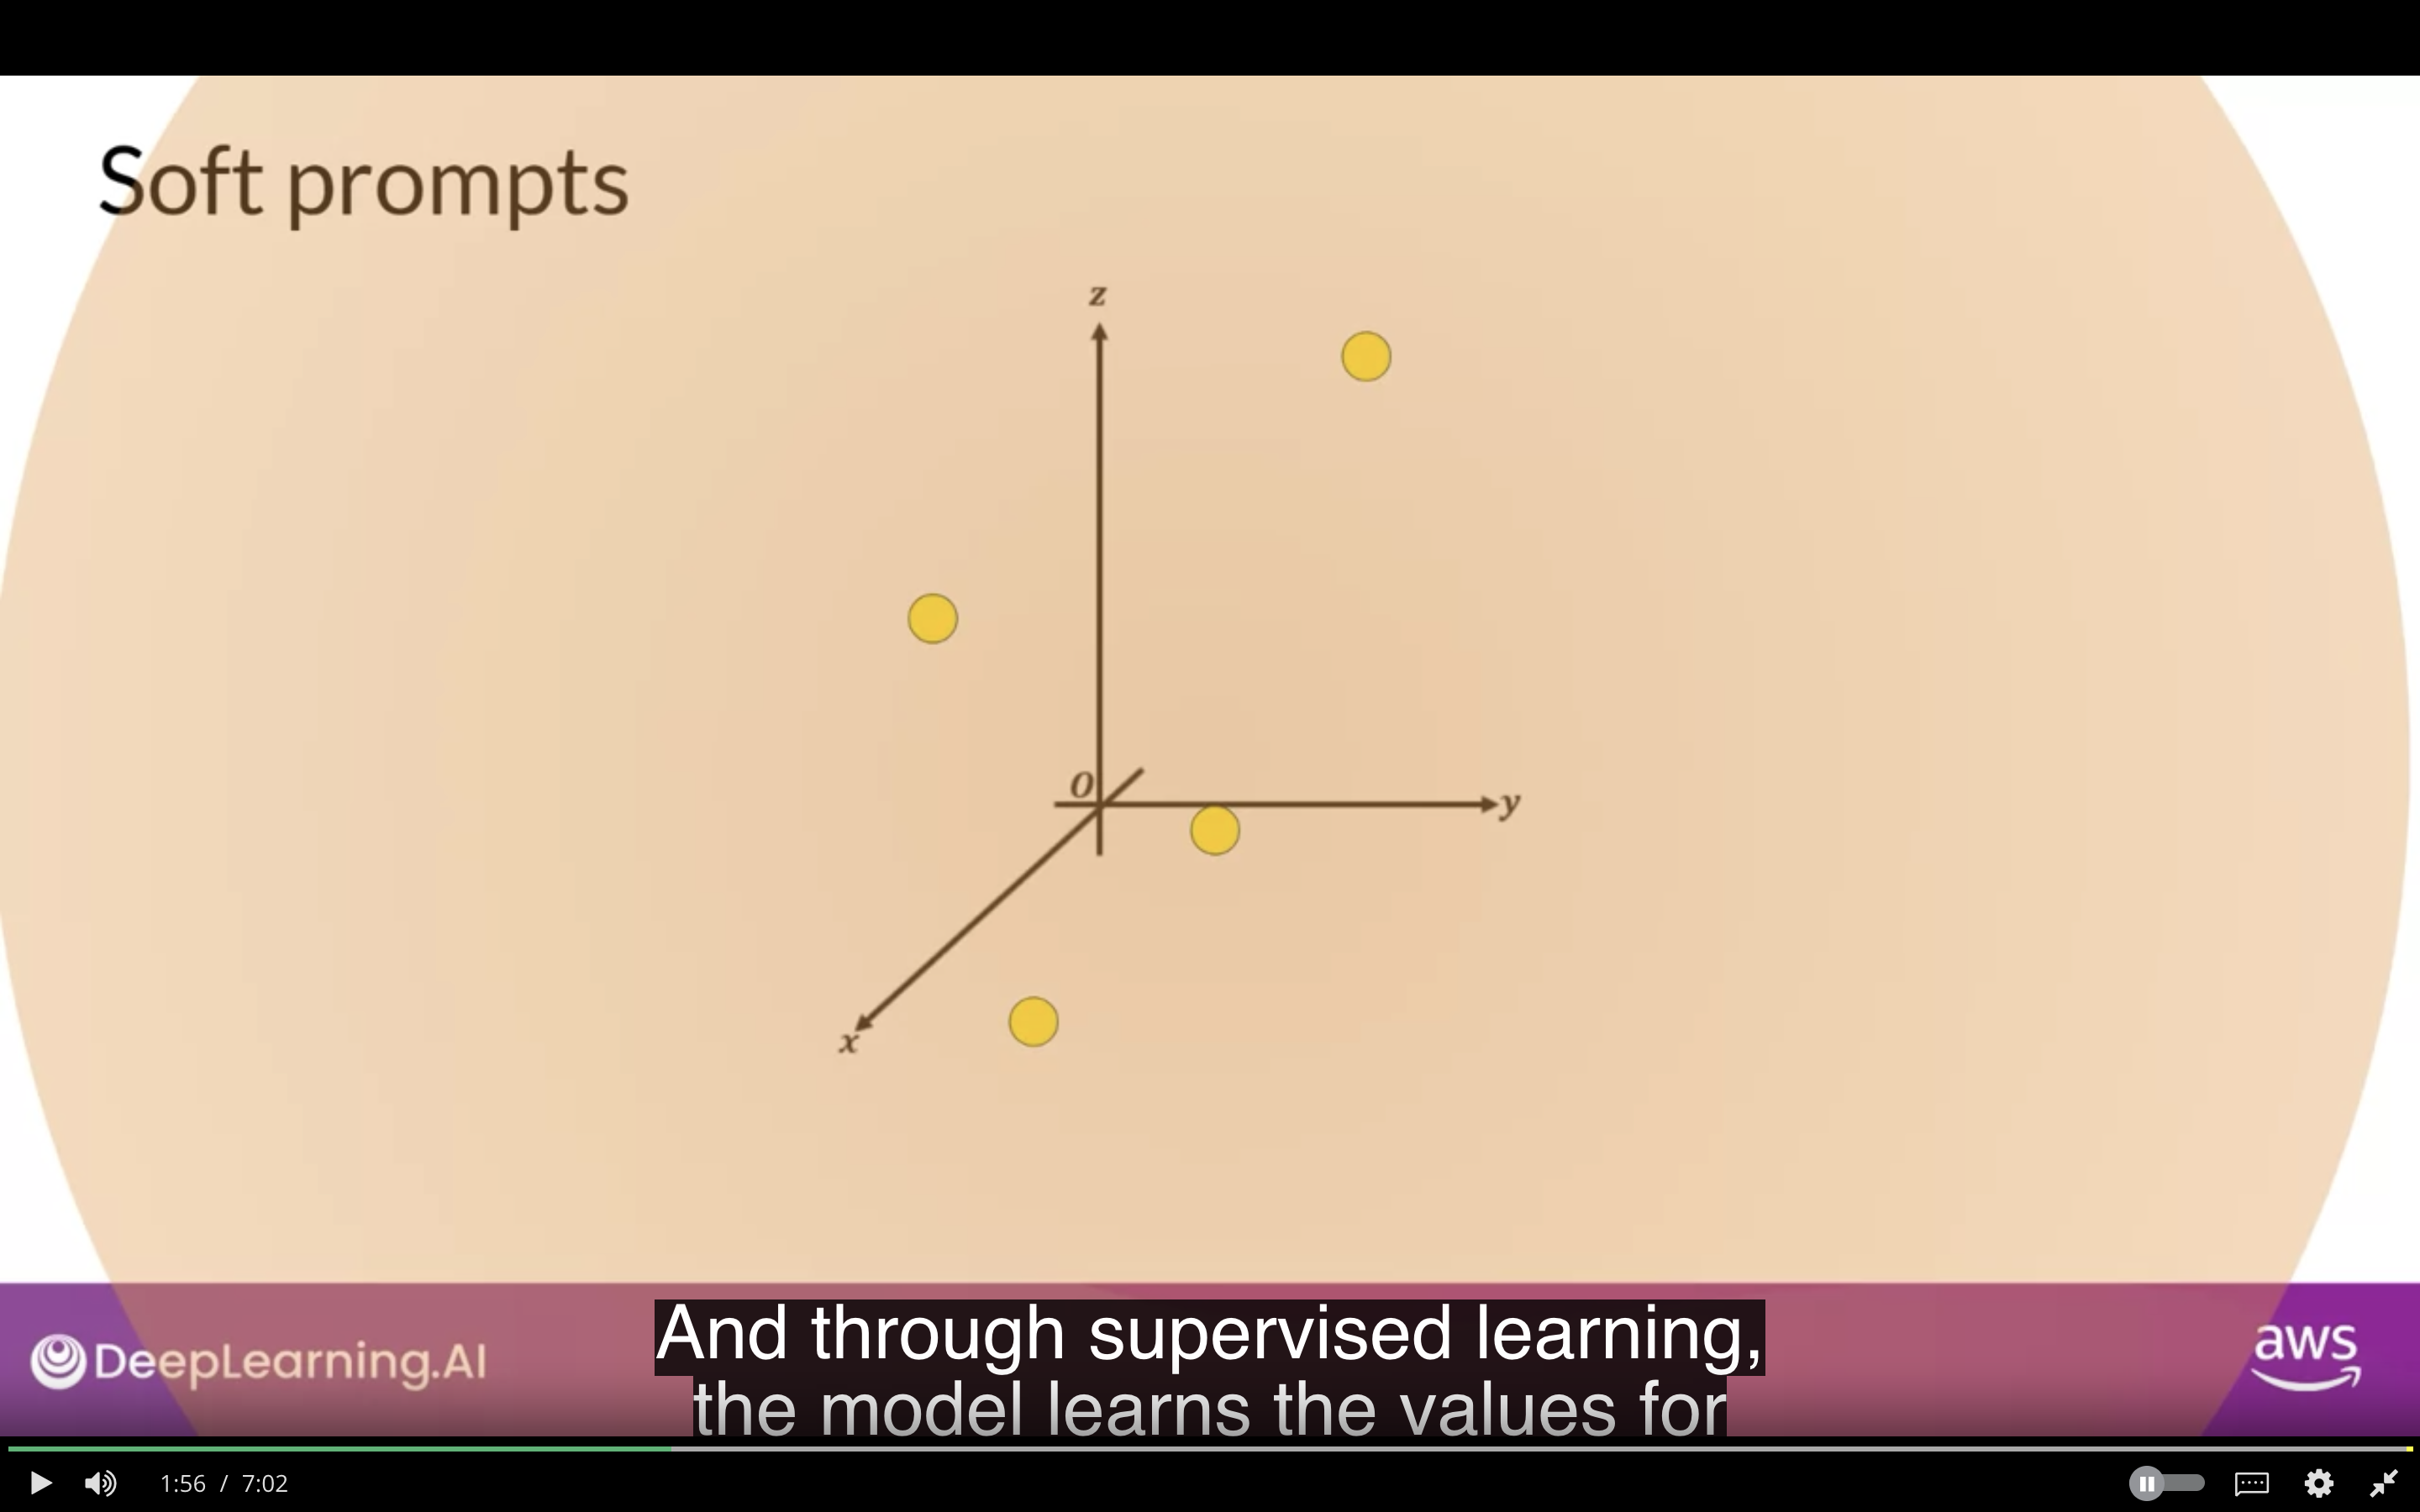 Soft prompts
z
O
y
x
DeepLearning.AI
And through supervised learning,
the model learns the values for
aws
1:56 / 7:02